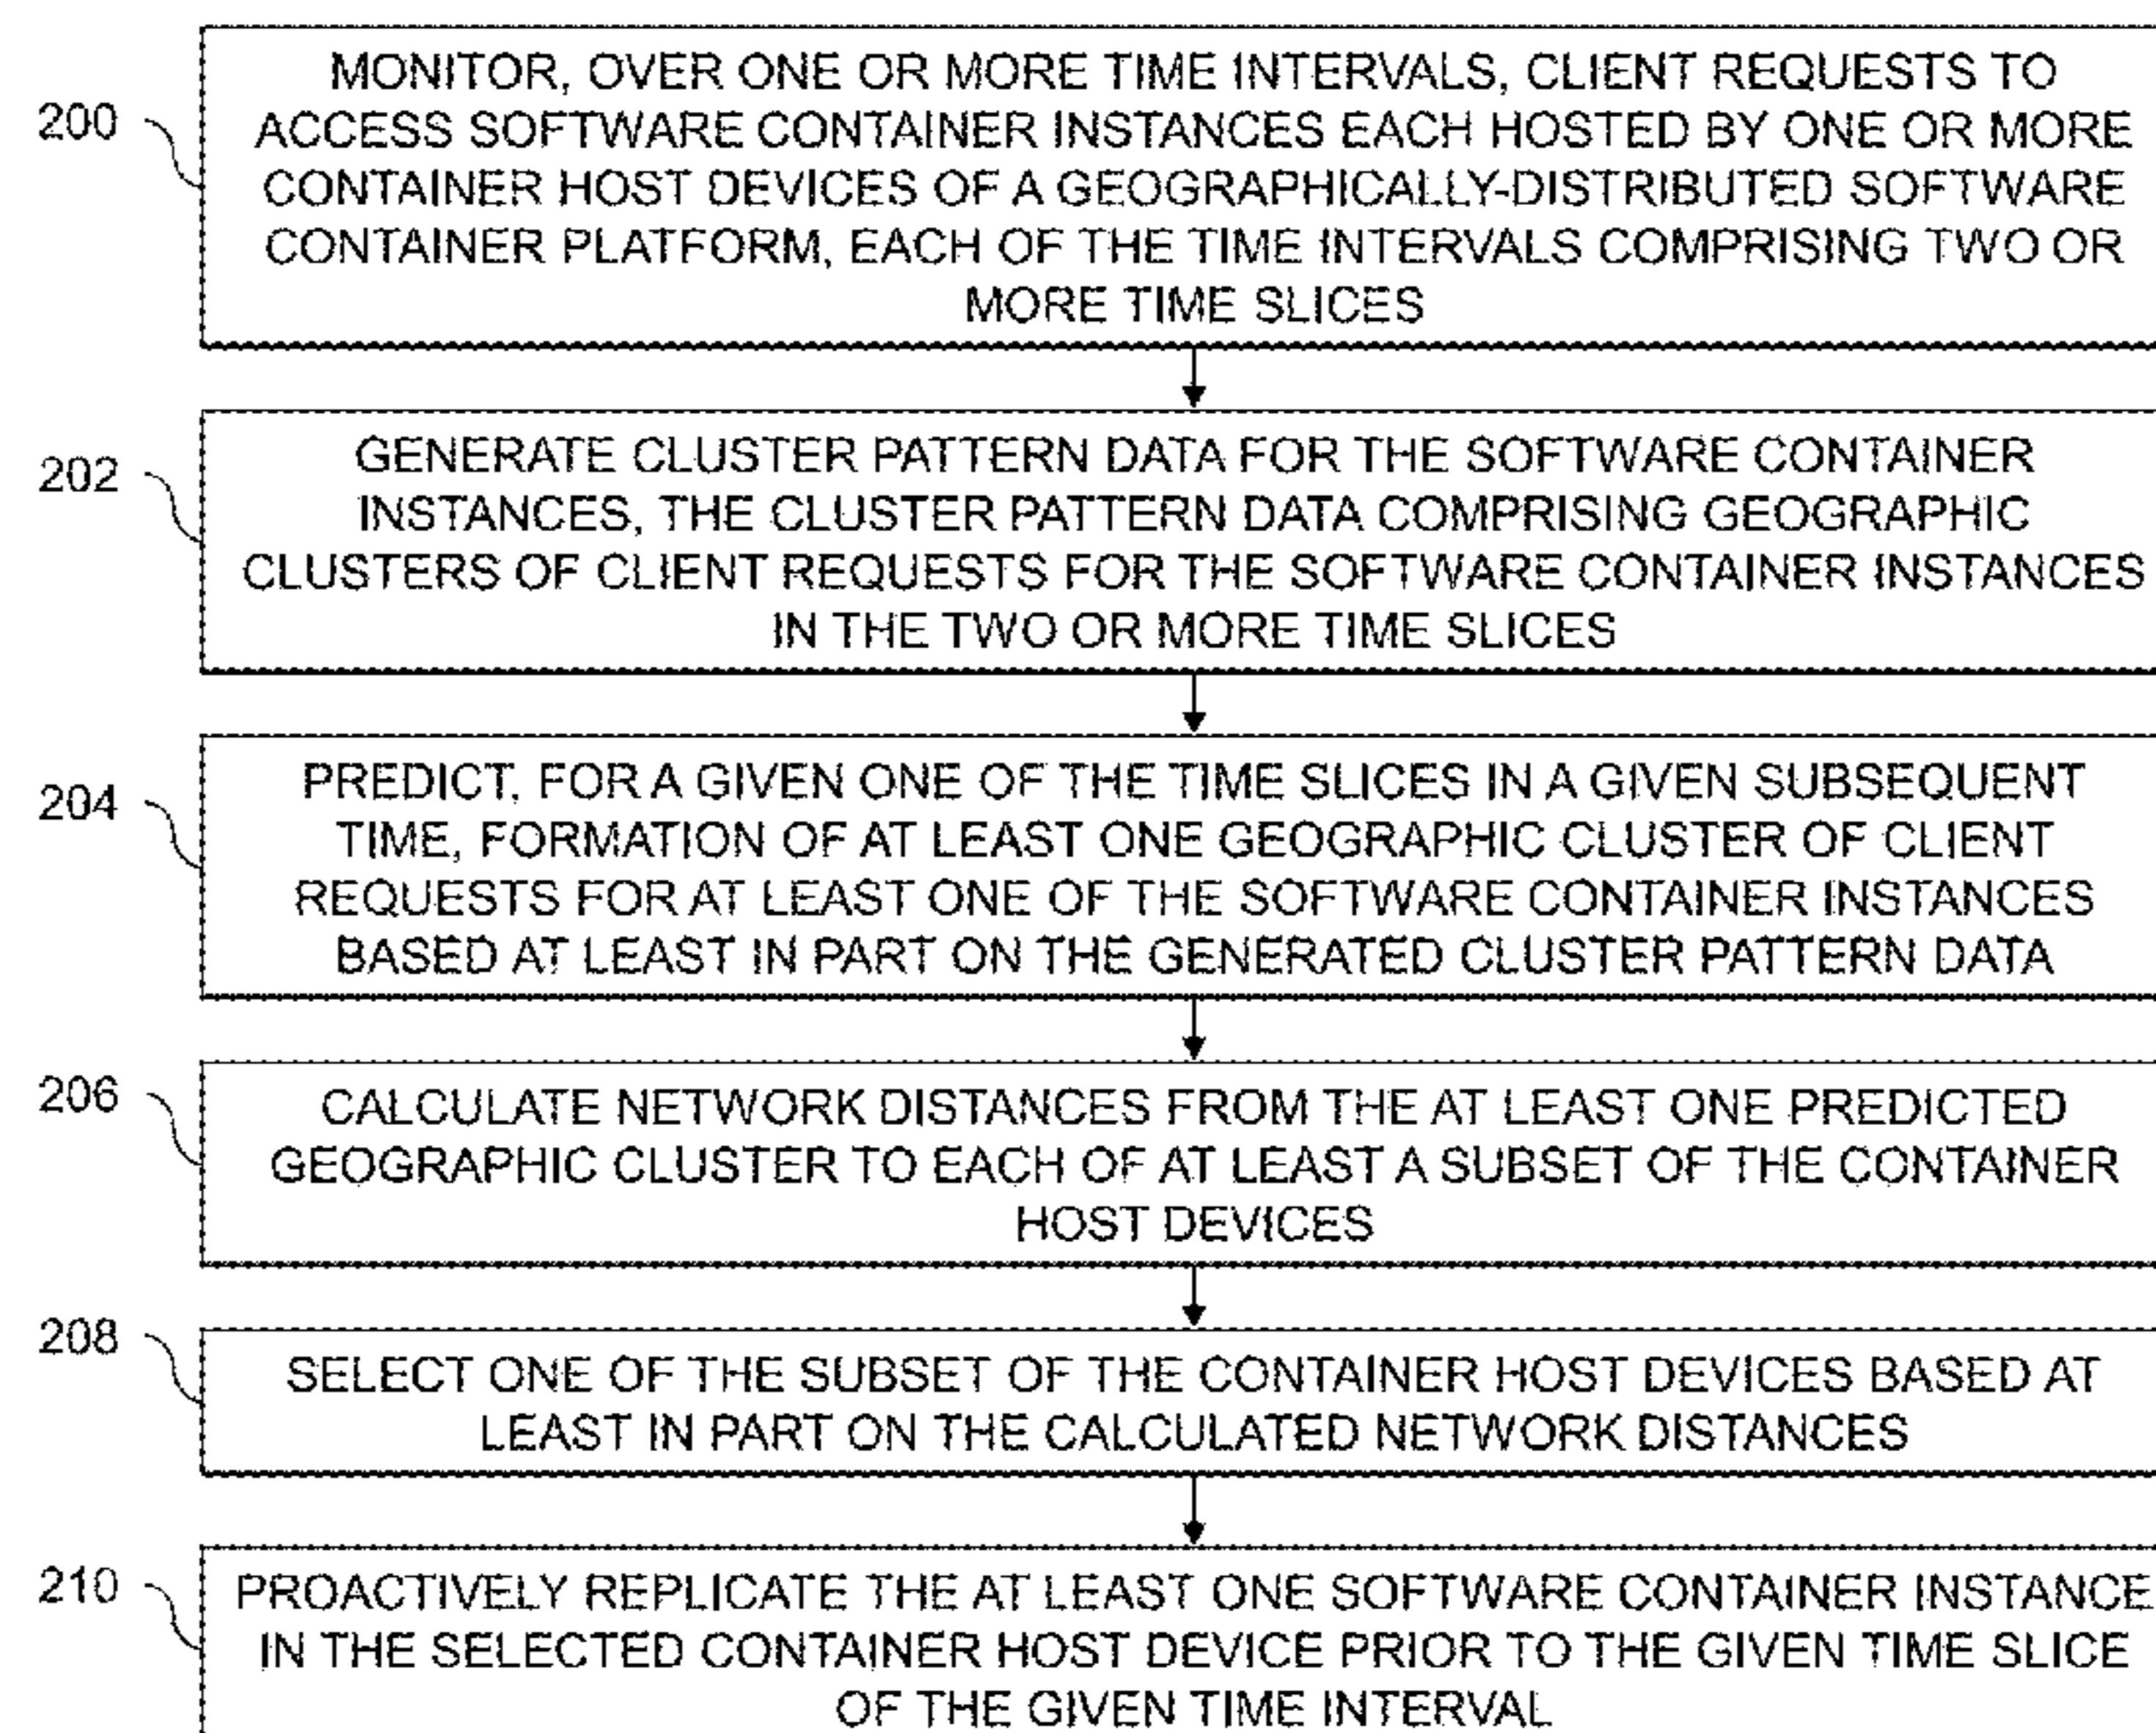 200
MONITOR, OVER ONE OR MORE TIME INTERVALS, CLIENT REQUESTS TO
ACCESS SOFTWARE CONTAINER INSTANCES EACH HOSTED BY ONE OR MORE
CONTAINER HOST DEVICES OF A GEOGRAPHICALLY-DISTRIBUTED SOFTWARE
CONTAINER PLATFORM, EACH OF THE TIME INTERVALS COMPRISING TWO OR
MORE TIME SLICES
202
GENERATE CLUSTER PATTERN DATA FOR THE SOFTWARE CONTAINER
INSTANCES, THE CLUSTER PATTERN DATA COMPRISING GEOGRAPHIC
CLUSTERS OF CLIENT REQUESTS FOR THE SOFTWARE CONTAINER INSTANCES
IN THE TWO OR MORE TIME SLICES
204
PREDICT, FOR A GIVEN ONE OF THE TIME SLICES IN A GIVEN SUBSEQUENT
TIME, FORMATION OF AT LEAST ONE GEOGRAPHIC CLUSTER OF CLIENT
REQUESTS FOR AT LEAST ONE OF THE SOFTWARE CONTAINER INSTANCES
BASED AT LEAST IN PART ON THE GENERATED CLUSTER PATTERN DATA
206
CALCULATE NETWORK DISTANCES FROM THE AT LEAST ONE PREDICTED
GEOGRAPHIC CLUSTER TO EACH OF AT LEAST A SUBSET OF THE CONTAINER
HOST DEVICES
208
SELECT ONE OF THE SUBSET OF THE CONTAINER HOST DEVICES BASED AT
LEAST IN PART ON THE CALCULATED NETWORK DISTANCES
210
PROACTIVELY REPLICATE THE AT LEAST ONE SOFTWARE CONTAINER INSTANCE
IN THE SELECTED CONTAINER HOST DEVICE PRIOR TO THE GIVEN TIME SLICE
OF THE GIVEN TIME INTERVAL